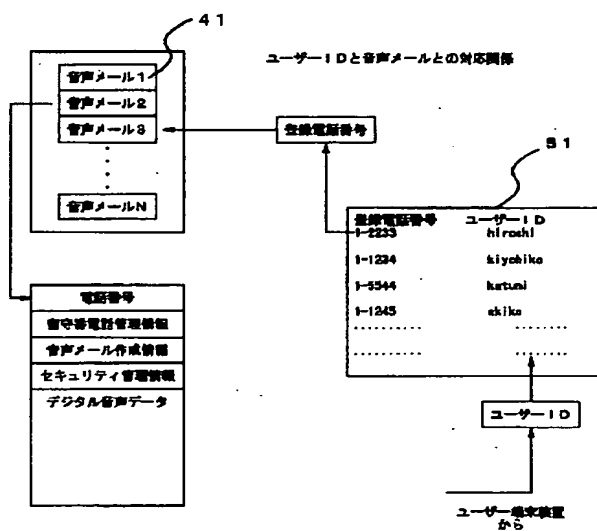 41
ユーザーIDと音声メールとの対応関係
音声メール1
音声メール2
音声メール3
音声メールN
登録電話番号
51
登録電話番号 ユーザーID
1-2233 hiroshi
1-1234 kiyohiko
1-5544 katumi
1-1245 akiko
電話番号
留守番電話管理情報
音声メール作成情報
セキュリティ管理情報
デジタル音声データ
ユーザーID
ユーザー端末装置
から